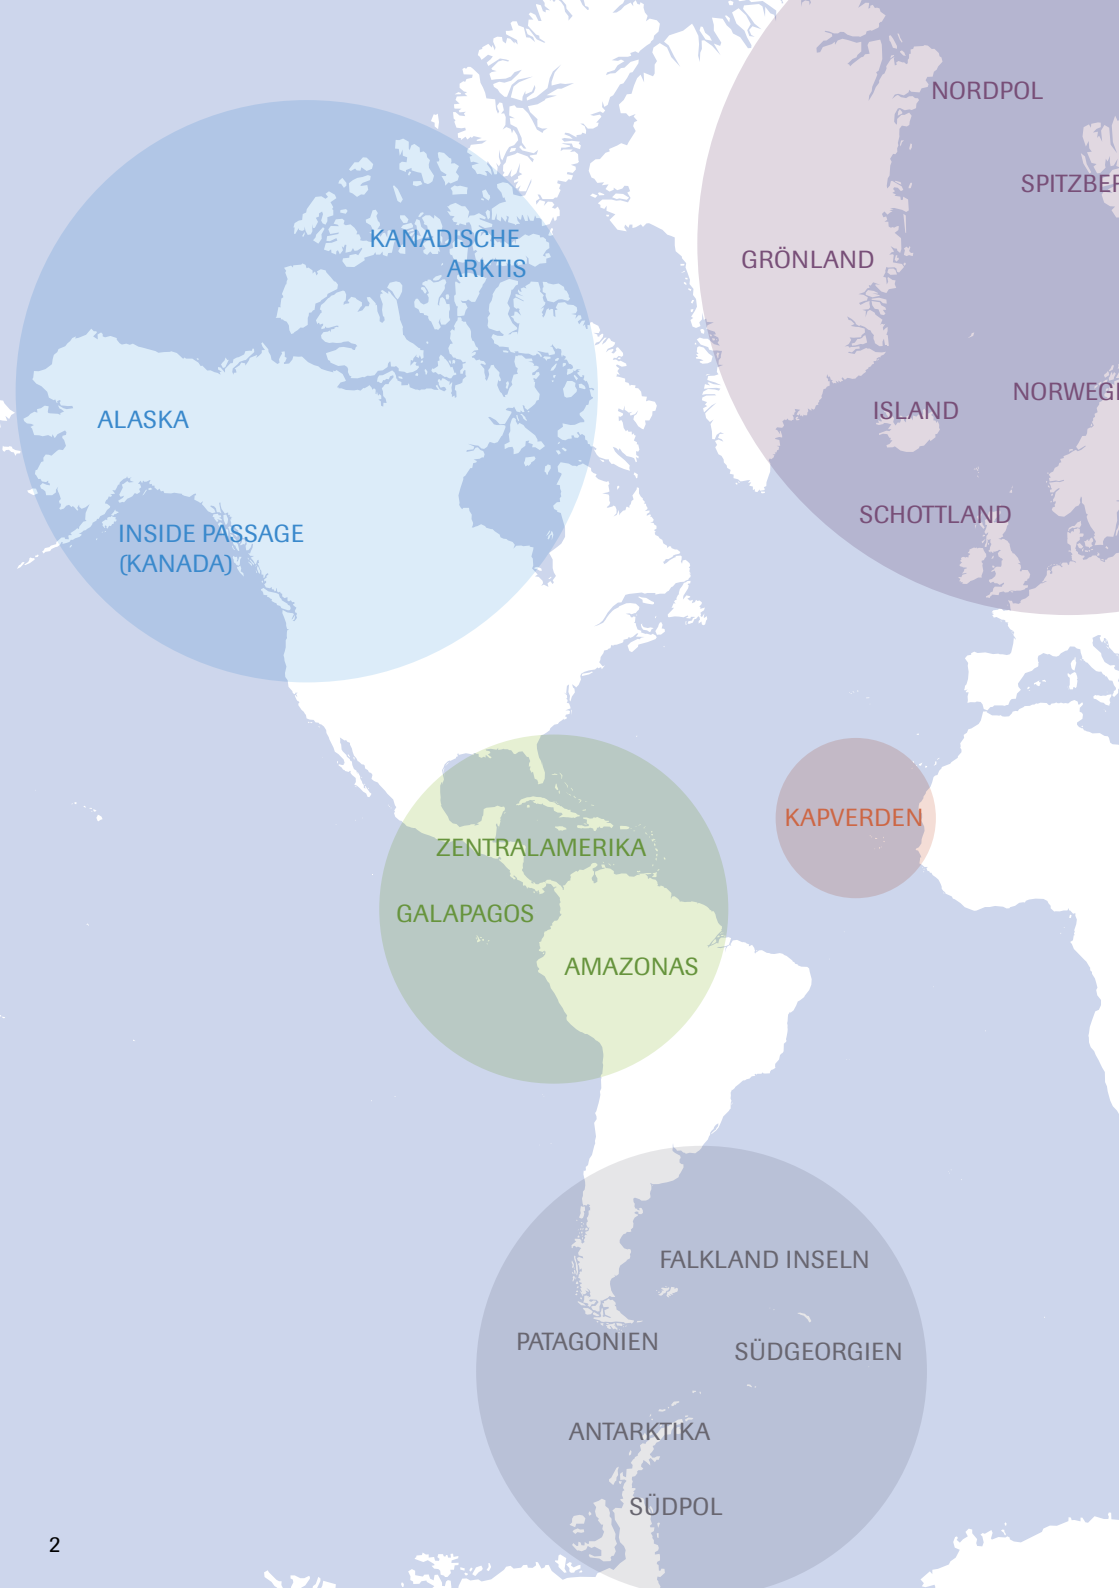 NORDPOL
SPITZBER
KANADISCHE
ARKTIS
GRÖNLAND
ALASKA
ISLAND
NORWEG
INSIDE PASSAGE
(KANADA)
SCHOTTLAND
KAPVERDEN
ZENTRALAMERIKA
GALAPAGOS
AMAZONAS
FALKLAND INSELN
PATAGONIEN
SÜDGEORGIEN
ANTARKTIKA
SÜDPOL
2